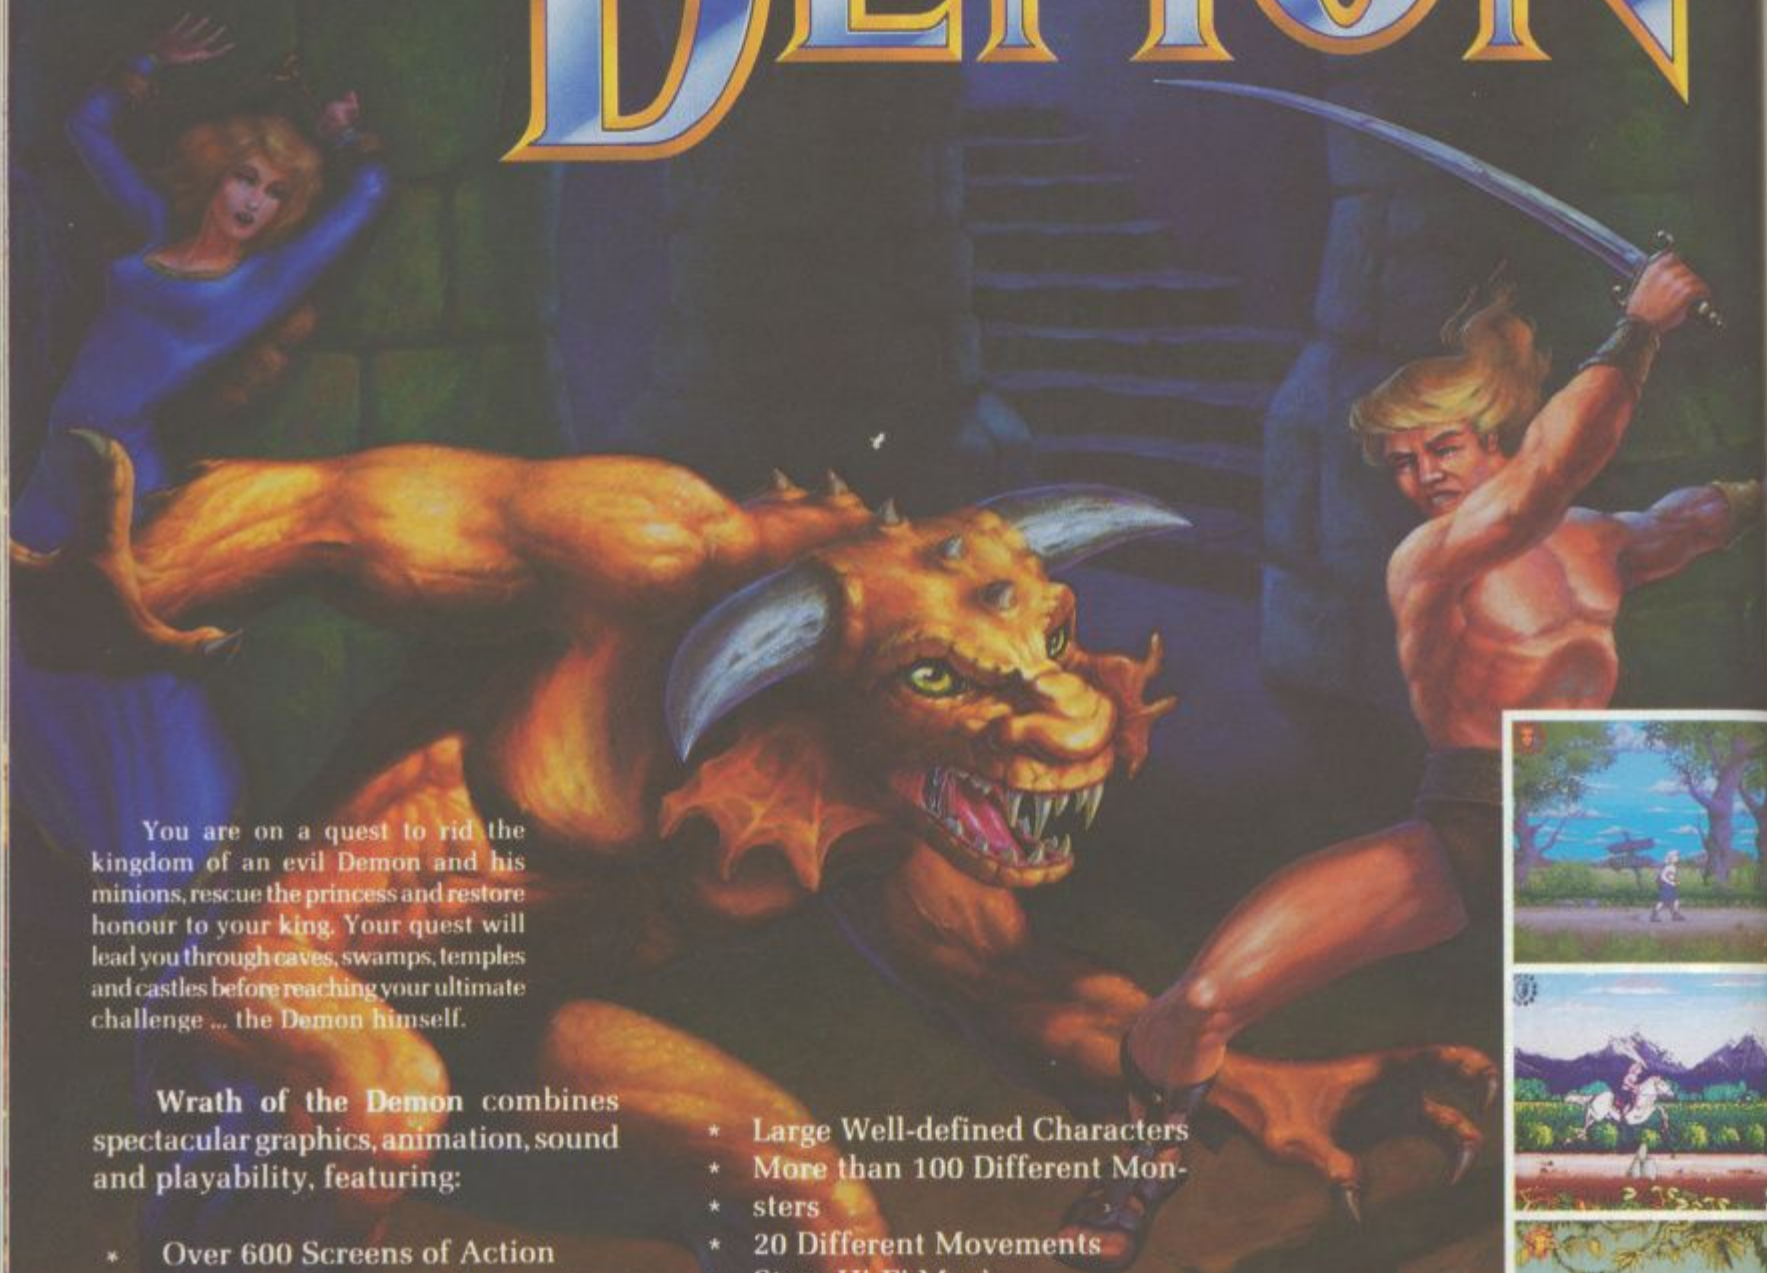 DEMON
You are on a quest to rid the
kingdom of an evil Demon and his
minions, rescue the princess and restore
honour to your king. Your quest will
lead you through caves, swamps, temples
and castles before reaching your ultimate
challenge ... the Demon himself.
Wrath of the Demon combines
spectacular graphics, animation, sound
and playability, featuring:
* Over 600 Screens of Action
* Large Well-defined Characters
* More than 100 Different Mon-
* sters
* 20 Different Movements